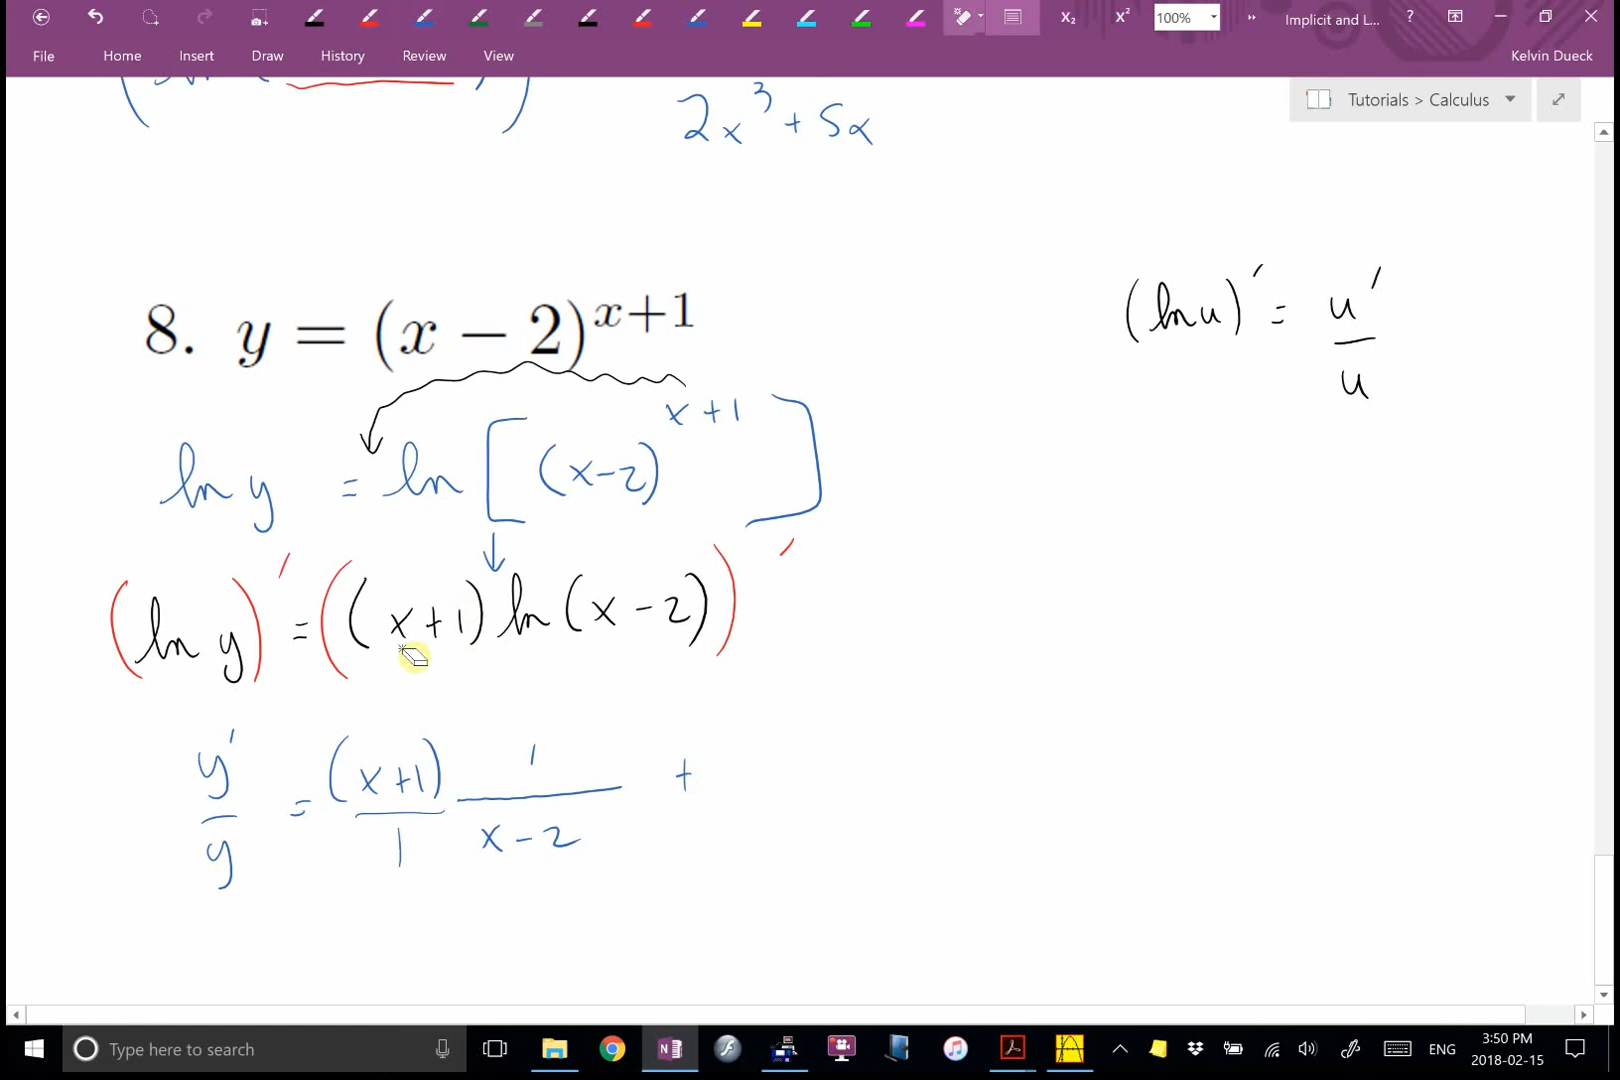 100%
Implicit and L...
File
Home
Insert
Draw
History
Review
View
Kelvin Dueck
Tutorials > Calculus
2x³ + 5x
8. y = (x − 2)^{x+1}
(ln u)' = u'/u
ln y = ln [(x-2)^{x+1}]
(ln y)' = ((x+1) ln (x-2))'
y'/y = (x+1)/1 1/(x-2) +
Type here to search
ENG
3:50 PM
2018-02-15